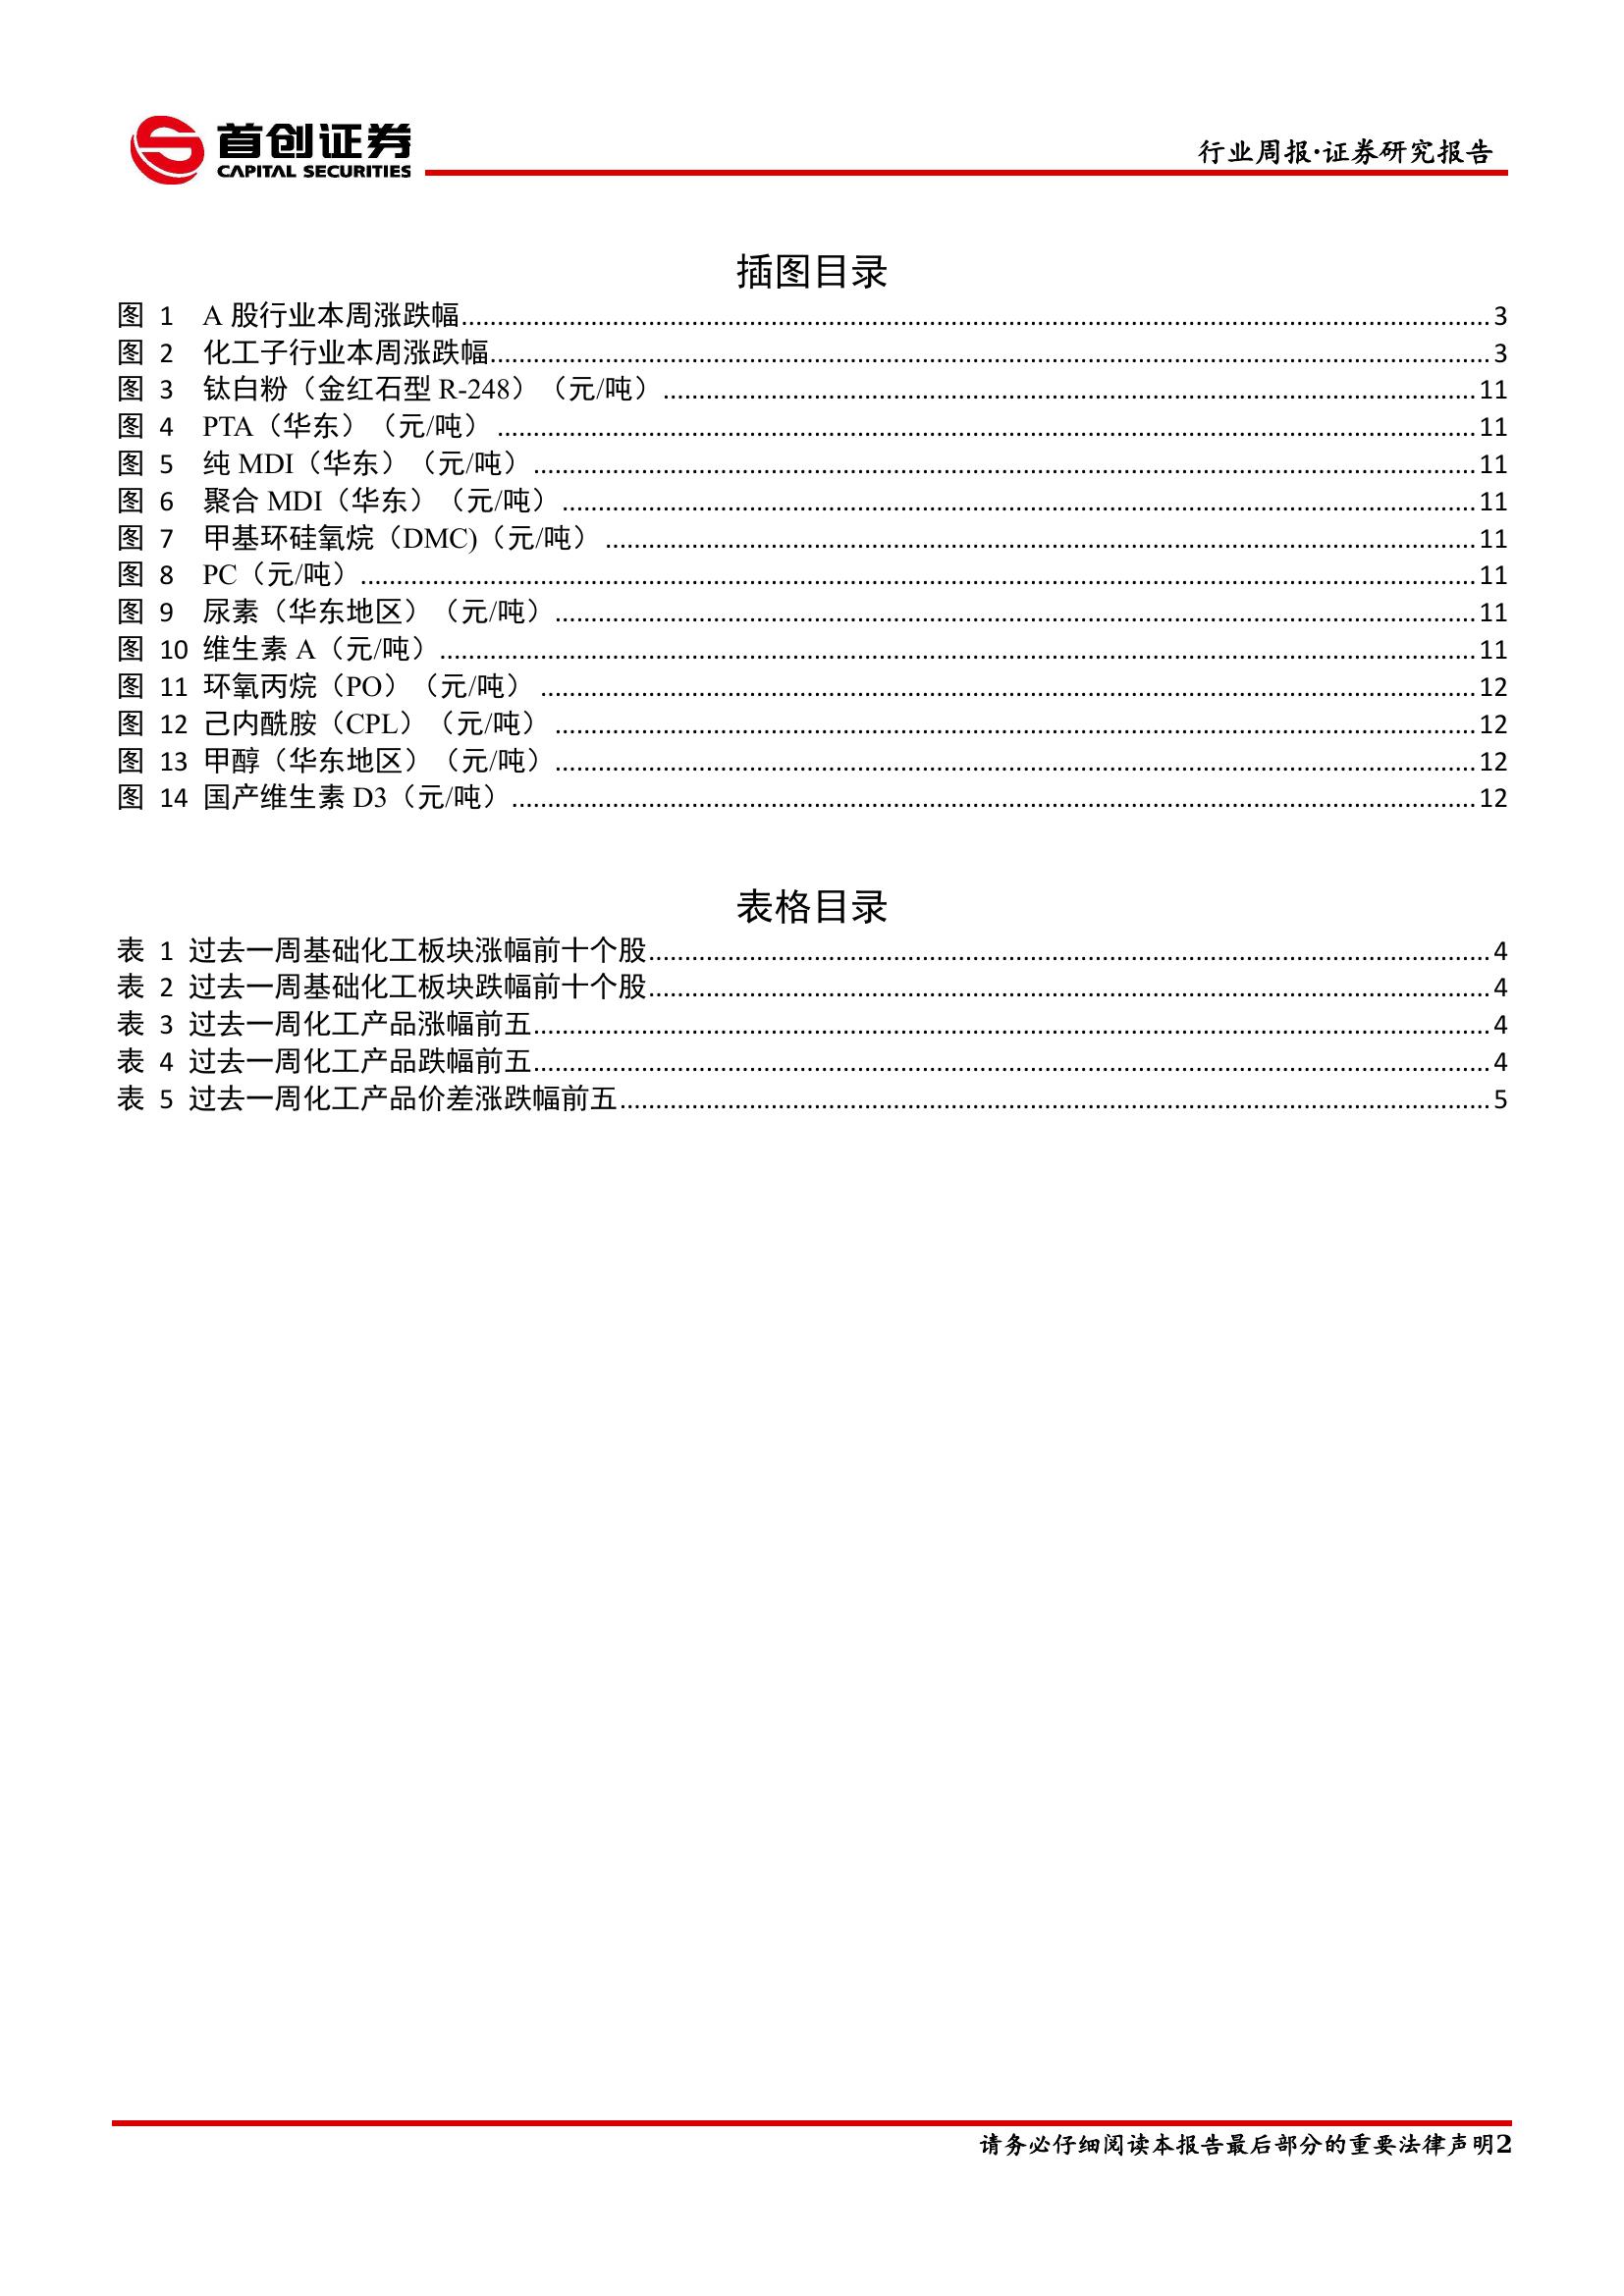 首创证券
CAPITAL SECURITIES
行业周报·证券研究报告
插图目录
图 1 A 股行业本周涨跌幅........................................ 3
图 2 化工子行业本周涨跌幅........................................ 3
图 3 钛白粉（金红石型 R-248）（元/吨）........................................ 11
图 4 PTA（华东）（元/吨）........................................ 11
图 5 纯 MDI（华东）（元/吨）........................................ 11
图 6 聚合 MDI（华东）（元/吨）........................................ 11
图 7 甲基环硅氧烷（DMC)（元/吨）........................................ 11
图 8 PC（元/吨）........................................ 11
图 9 尿素（华东地区）（元/吨）........................................ 11
图 10 维生素 A（元/吨）........................................ 11
图 11 环氧丙烷（PO）（元/吨）........................................ 12
图 12 己内酰胺（CPL）（元/吨）........................................ 12
图 13 甲醇（华东地区）（元/吨）........................................ 12
图 14 国产维生素 D3（元/吨）........................................ 12
表格目录
表 1 过去一周基础化工板块涨幅前十个股........................................ 4
表 2 过去一周基础化工板块跌幅前十个股........................................ 4
表 3 过去一周化工产品涨幅前五........................................ 4
表 4 过去一周化工产品跌幅前五........................................ 4
表 5 过去一周化工产品价差涨跌幅前五........................................ 5
请务必仔细阅读本报告最后部分的重要法律声明2